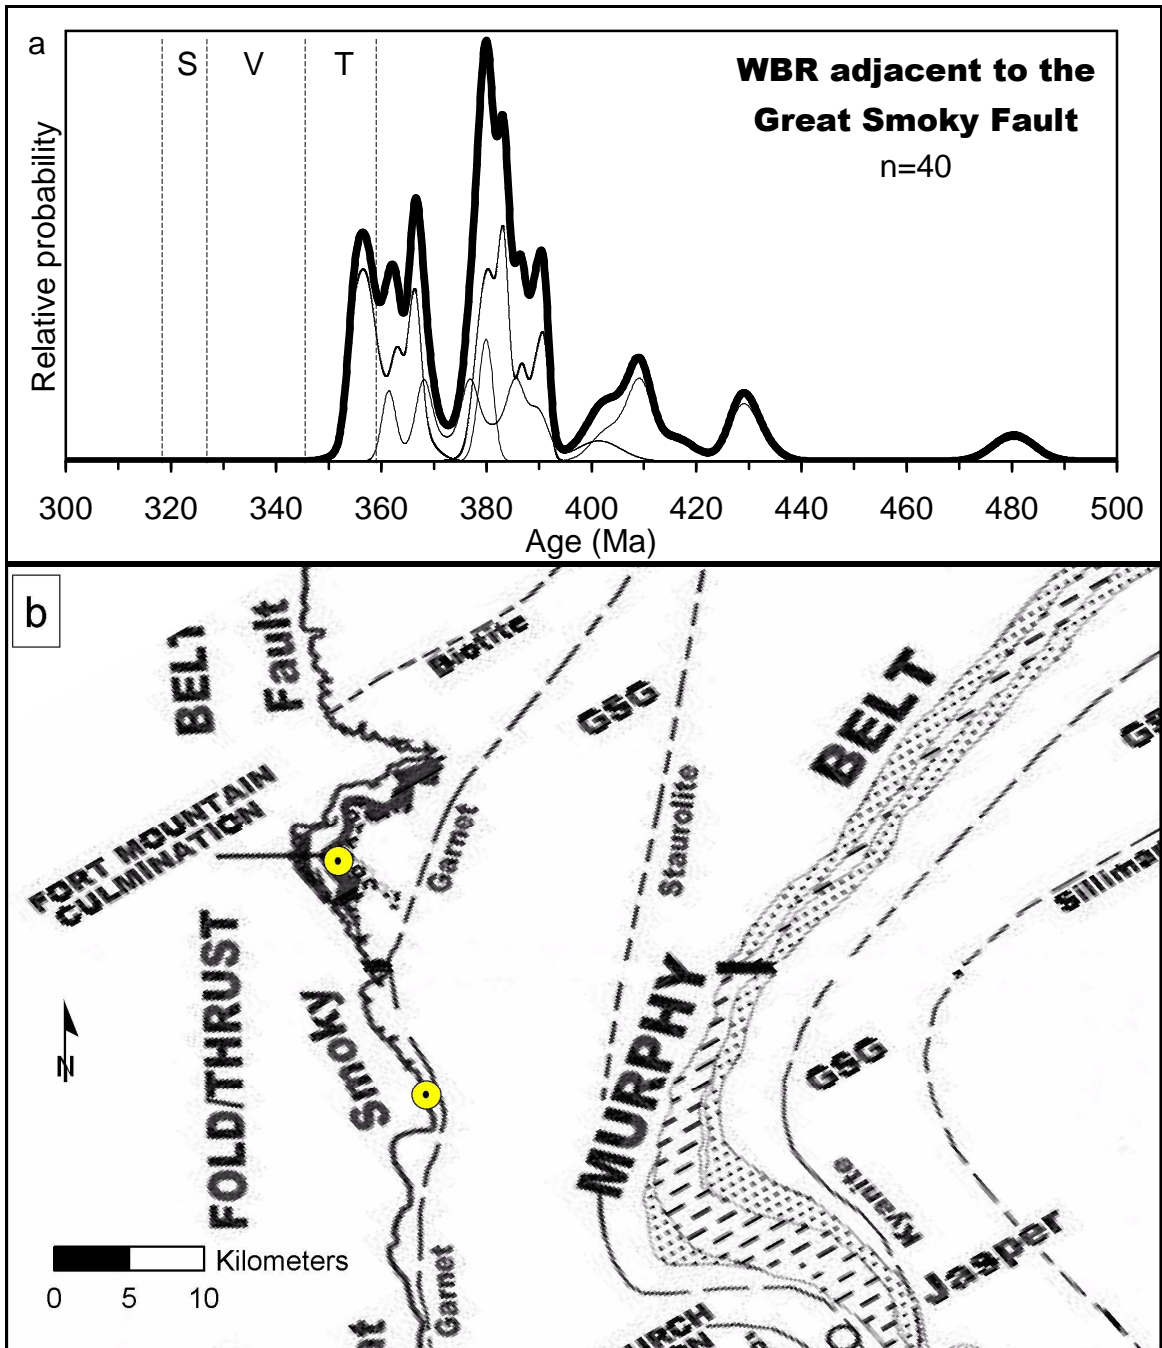 a
S V T
WBR adjacent to the
Great Smoky Fault
n=40
Relative probability
300 320 340 360 380 400 420 440 460 480 500
Age (Ma)
b
BELT
Fault
Biotite
GSG
BELT
FORT MOUNTAIN
CULMINATION
Garnet
Staurolite
FOLD/THRUST
Smoky
MURPHY
GSG
Kyanite
Jasper
N
Kilometers
0 5 10
Garnet